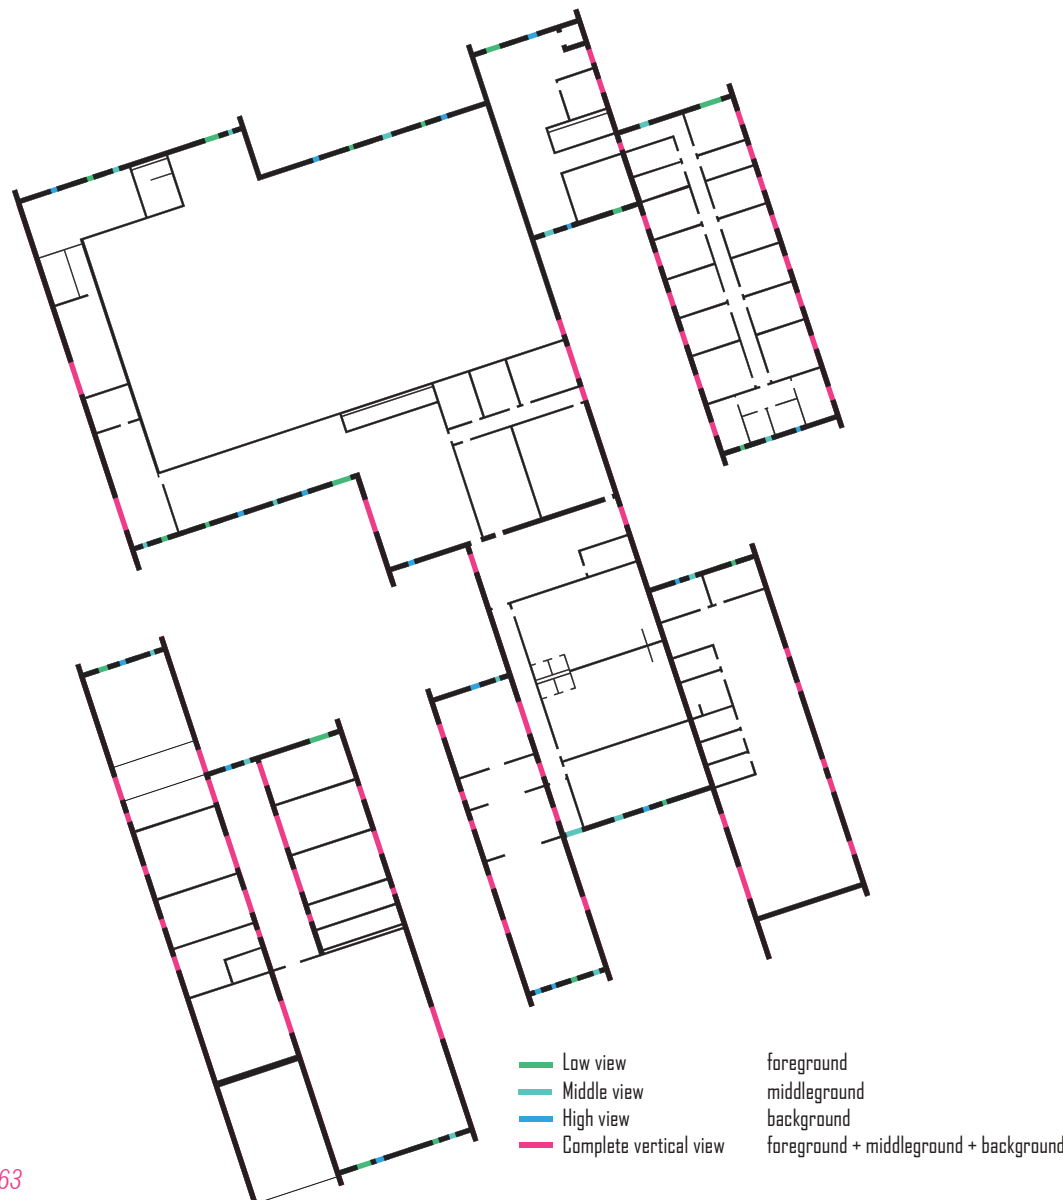 Low view foreground
Middle view middleground
High view background
Complete vertical view foreground + middleground + background
63